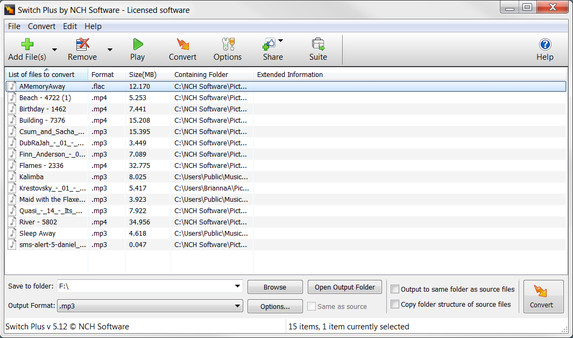 Switch Plus by NCH Software - Licensed software
File Convert Edit Help
Add File(s) Remove Play Convert Options Share Suite Help
List of files to convert Format Size(MB) Containing Folder Extended Information
AMemoryAway .flac 12.170 C:\NCH Software\Pict...
Beach - 4722 (1) .mp4 5.253 C:\NCH Software\Pict...
Birthday - 1462 .mp4 7.441 C:\NCH Software\Pict...
Building - 7376 .mp4 15.208 C:\NCH Software\Pict...
Csum_and_Sacha_... .mp3 15.395 C:\NCH Software\Pict...
DubRaJah_-_01_-_... .mp3 3.449 C:\NCH Software\Pict...
Finn_Anderson_-_0... .mp3 7.089 C:\NCH Software\Pict...
Flames - 2336 .mp4 32.775 C:\NCH Software\Pict...
Kalimba .mp3 8.025 C:\Users\Public\Music...
Krestovsky_-_01_-_... .mp3 5.417 C:\Users\BriannaA\Pic...
Maid with the Flaxe... .mp3 3.923 C:\Users\Public\Music...
Quasi_-_14_-_Its_... .mp3 7.922 C:\NCH Software\Pict...
River - 5802 .mp4 34.956 C:\NCH Software\Pict...
Sleep Away .mp3 4.618 C:\Users\Public\Music...
sms-alert-5-daniel_... .mp3 0.047 C:\NCH Software\Pict...
Save to folder: F:\ Browse Open Output Folder Output to same folder as source files
Copy folder structure of source files
Output Format: .mp3 Options... Same as source Convert
Switch Plus v 5.12 © NCH Software 15 items, 1 item currently selected